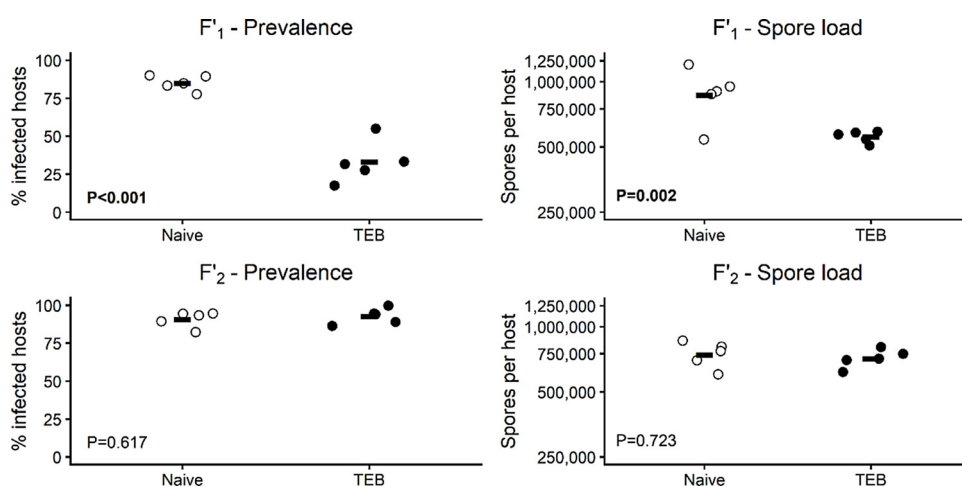 F'1 - Prevalence
% infected hosts
100
75
50
25
0
P<0.001
Naive
TEB
F'1 - Spore load
Spores per host
1,250,000
1,000,000
750,000
500,000
250,000
P=0.002
Naive
TEB
F'2 - Prevalence
% infected hosts
100
75
50
25
0
P=0.617
Naive
TEB
F'2 - Spore load
Spores per host
1,250,000
1,000,000
750,000
500,000
250,000
P=0.723
Naive
TEB